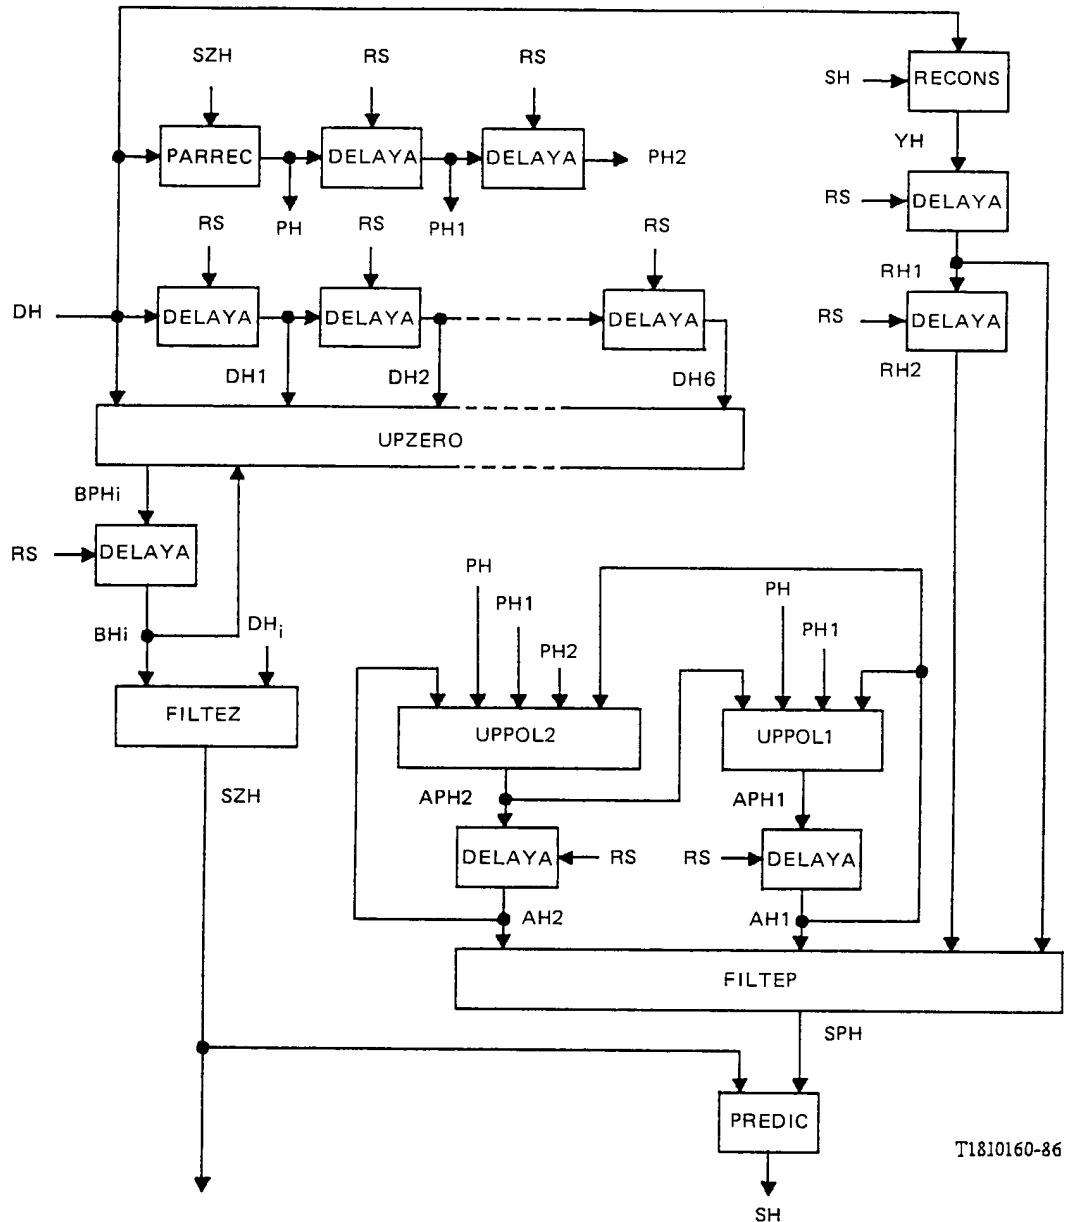 SZH
RS
RS
SH
RECONS
PARREC
DELAYA
DELAYA
PH2
YH
PH
PH1
RS
DELAYA
RS
RS
RS
RH1
DH
DELAYA
DELAYA
DELAYA
RS
DELAYA
DH1
DH2
DH6
RH2
UPZERO
BPHi
RS
DELAYA
BHi
DHi
PH
PH1
PH2
PH
PH1
FILTEZ
UPPOL2
UPPOL1
SZH
APH2
APH1
DELAYA
RS
RS
DELAYA
AH2
AH1
FILTEP
SPH
PREDIC
T1810160-86
SH